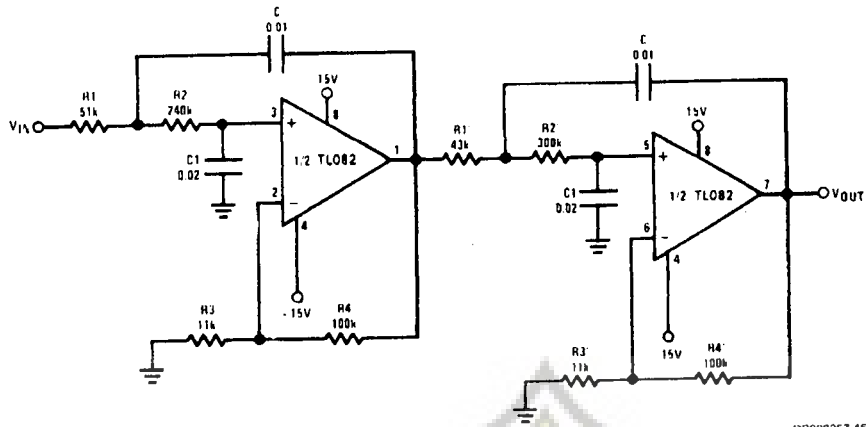 C
0.01
C
0.01
15V
15V
R1
51k
R2
240k
3
+
8
1
1/2 TL082
2
−
4
VIN
C1
0.02
R1
43k
R2
300k
5
+
8
7
1/2 TL082
6
−
4
VOUT
C1
0.02
- 15V
R3
11k
R4
100k
15V
R3'
11k
R4'
100k